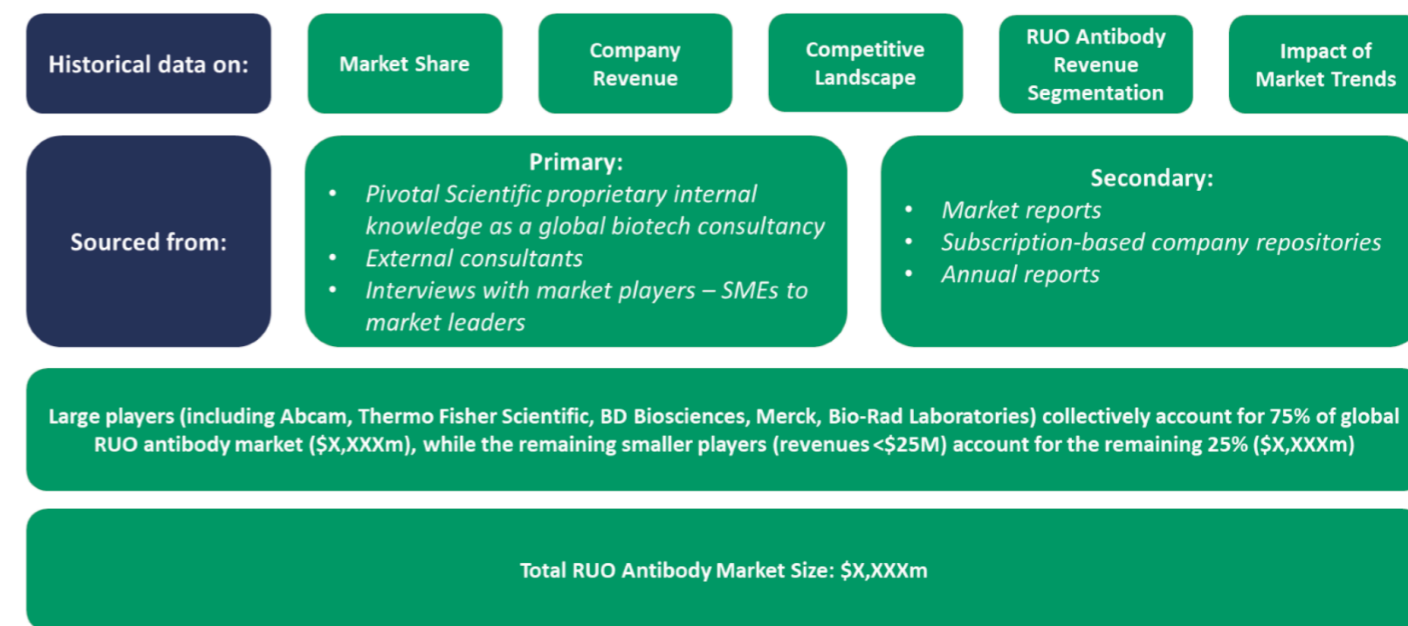 Historical data on:
Market Share
Company
Revenue
Competitive
Landscape
RUO Antibody
Revenue
Segmentation
Impact of
Market Trends
Sourced from:
Primary:
• Pivotal Scientific proprietary internal
knowledge as a global biotech consultancy
• External consultants
• Interviews with market players – SMEs to
market leaders
Secondary:
• Market reports
• Subscription-based company repositories
• Annual reports
Large players (including Abcam, Thermo Fisher Scientific, BD Biosciences, Merck, Bio-Rad Laboratories) collectively account for 75% of global
RUO antibody market ($X,XXXm), while the remaining smaller players (revenues <$25M) account for the remaining 25% ($X,XXXm)
Total RUO Antibody Market Size: $X,XXXm